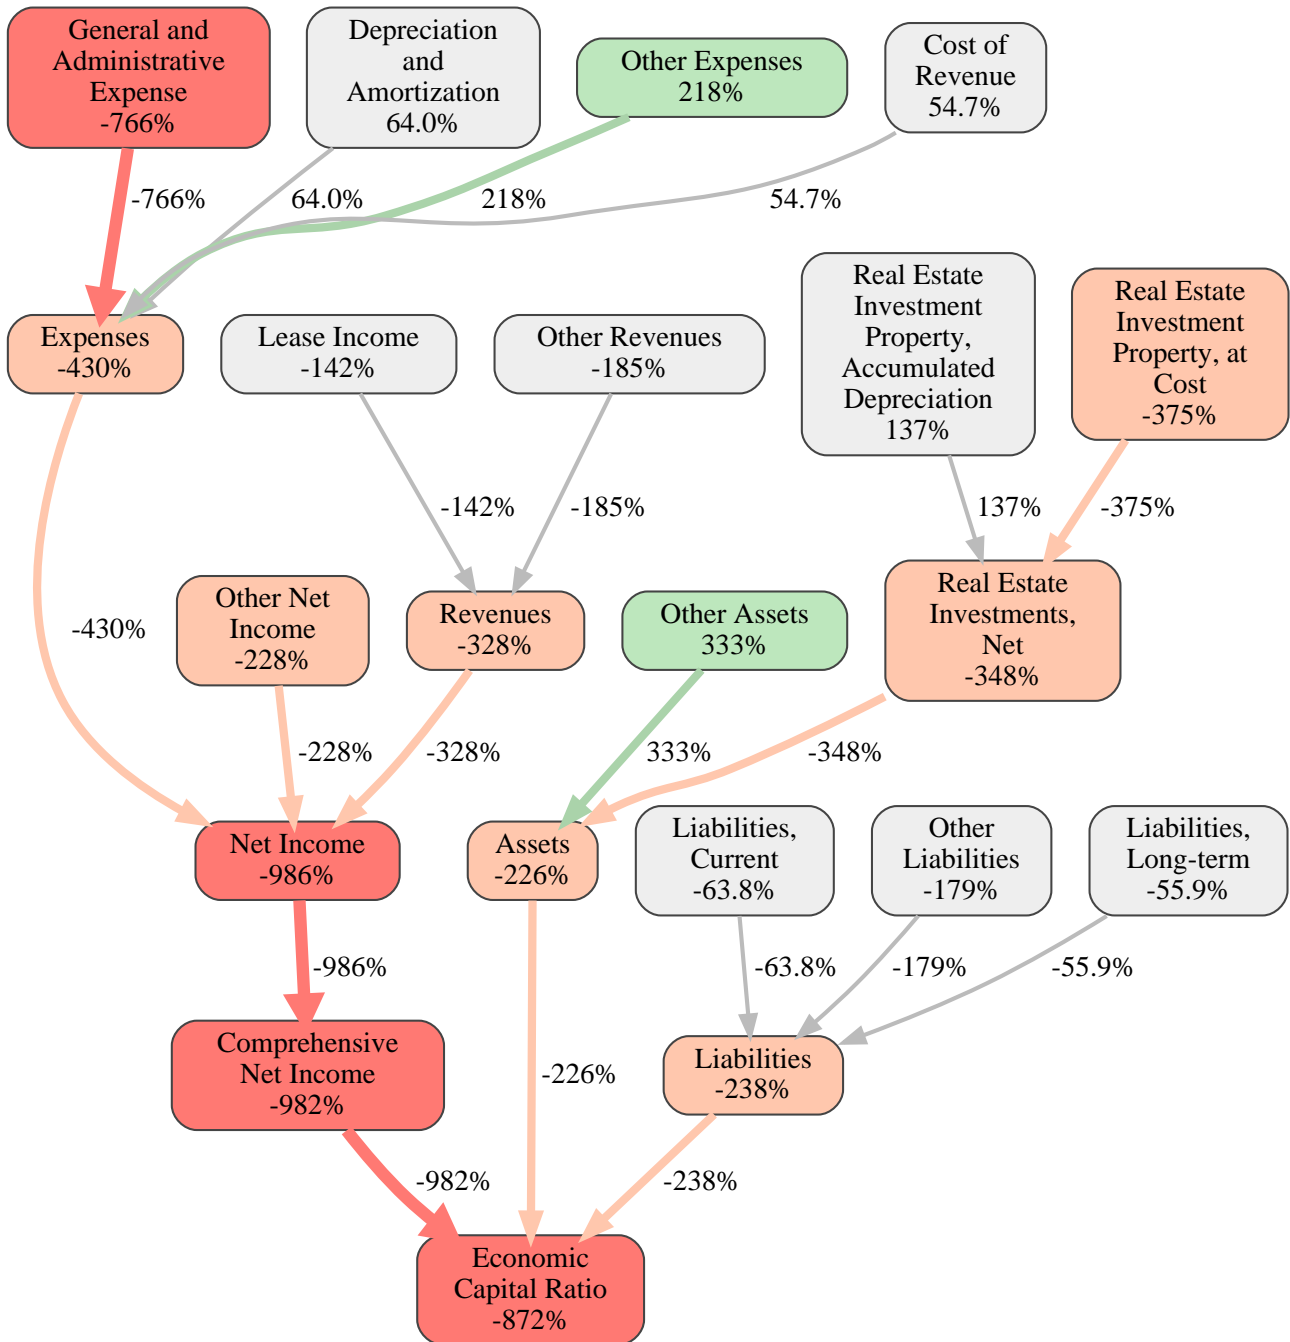 General and
Administrative
Expense
-766%
Depreciation
and
Amortization
64.0%
Other Expenses
218%
Cost of
Revenue
54.7%
-766%
64.0%
218%
54.7%
Expenses
-430%
Lease Income
-142%
Other Revenues
-185%
Real Estate
Investment
Property,
Accumulated
Depreciation
137%
Real Estate
Investment
Property, at
Cost
-375%
-142%
-185%
137%
-375%
-430%
Other Net
Income
-228%
Revenues
-328%
Other Assets
333%
Real Estate
Investments,
Net
-348%
-228%
-328%
333%
-348%
Net Income
-986%
Assets
-226%
Liabilities,
Current
-63.8%
Other
Liabilities
-179%
Liabilities,
Long-term
-55.9%
-986%
-63.8%
-179%
-55.9%
Comprehensive
Net Income
-982%
-226%
Liabilities
-238%
-982%
-238%
Economic
Capital Ratio
-872%